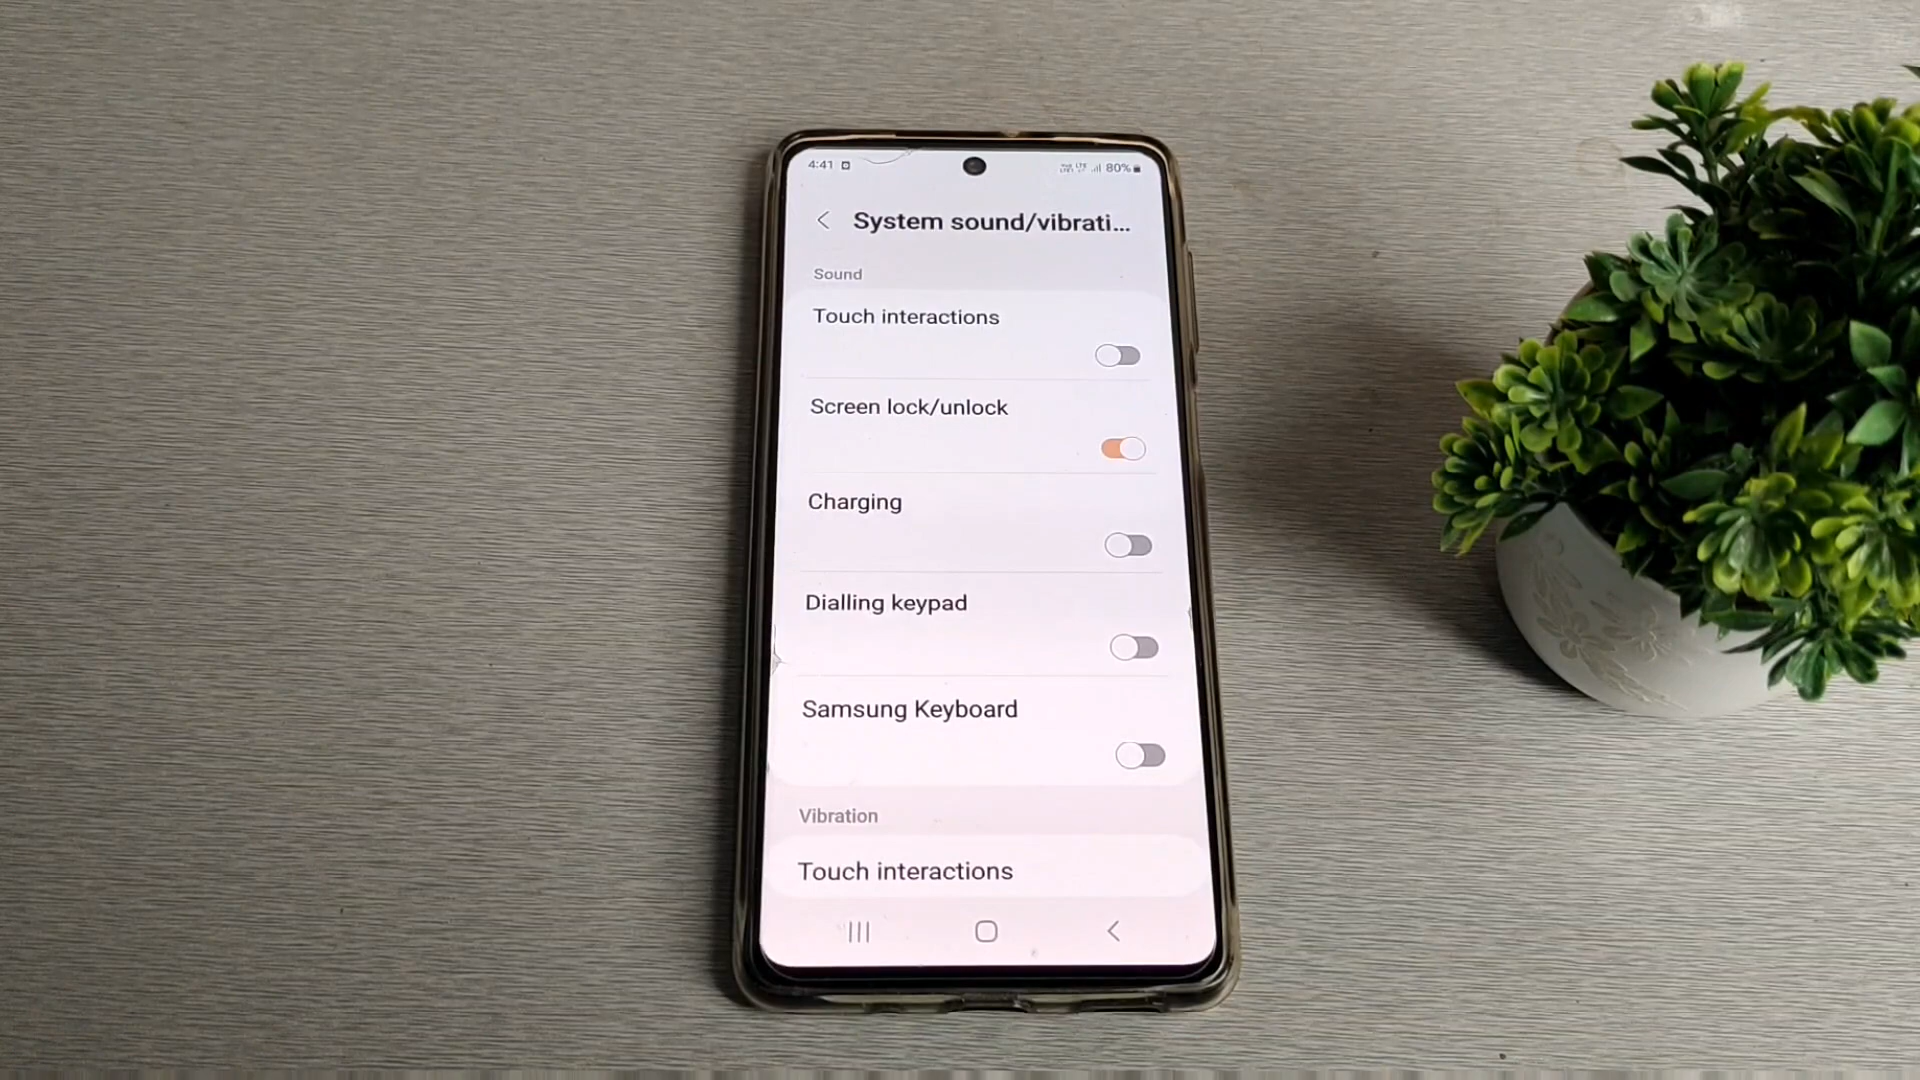 4:41
80%
System sound/vibrati...
Sound
Touch interactions
Screen lock/unlock
Charging
Dialling keypad
Samsung Keyboard
Vibration
Touch interactions